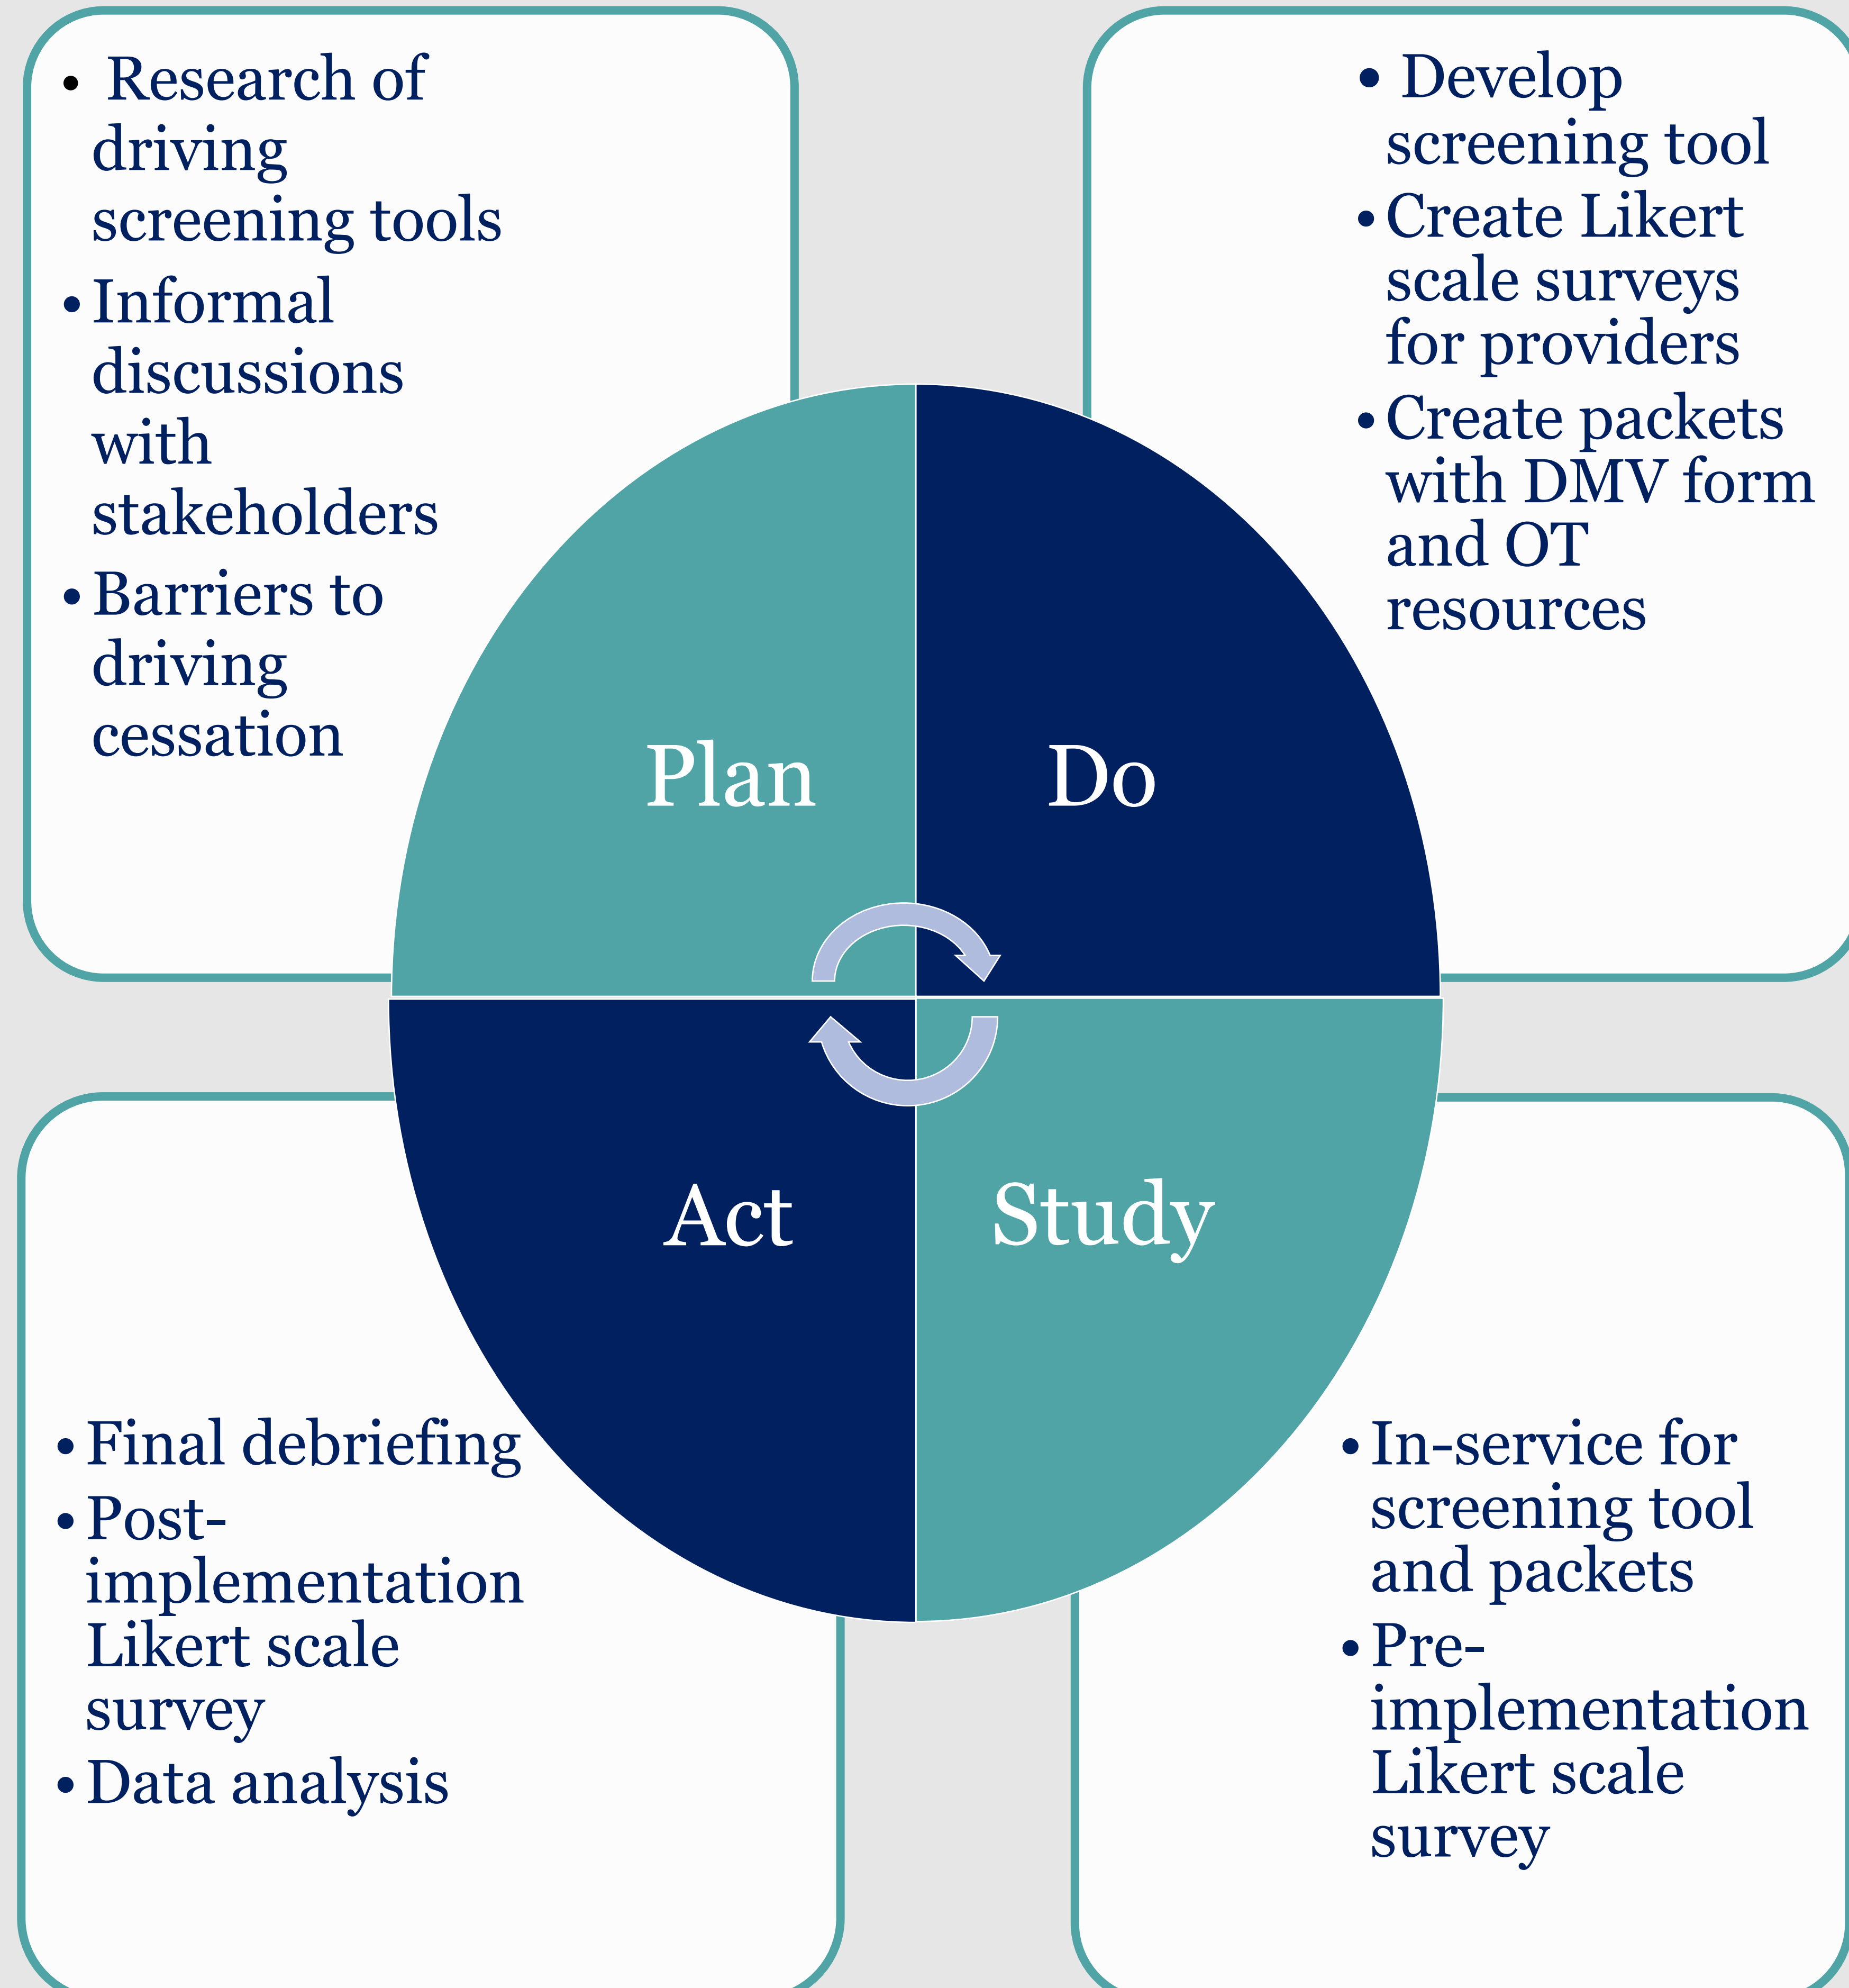 • Research of
driving
screening tools
• Informal
discussions
with
stakeholders
• Barriers to
driving
cessation
• Develop
screening tool
• Create Likert
scale surveys
for providers
• Create packets
with DMV form
and OT
resources
Plan
Do
Act
Study
• Final debriefing
• Post-
implementation
Likert scale
survey
• Data analysis
• In-service for
screening tool
and packets
• Pre-
implementation
Likert scale
survey